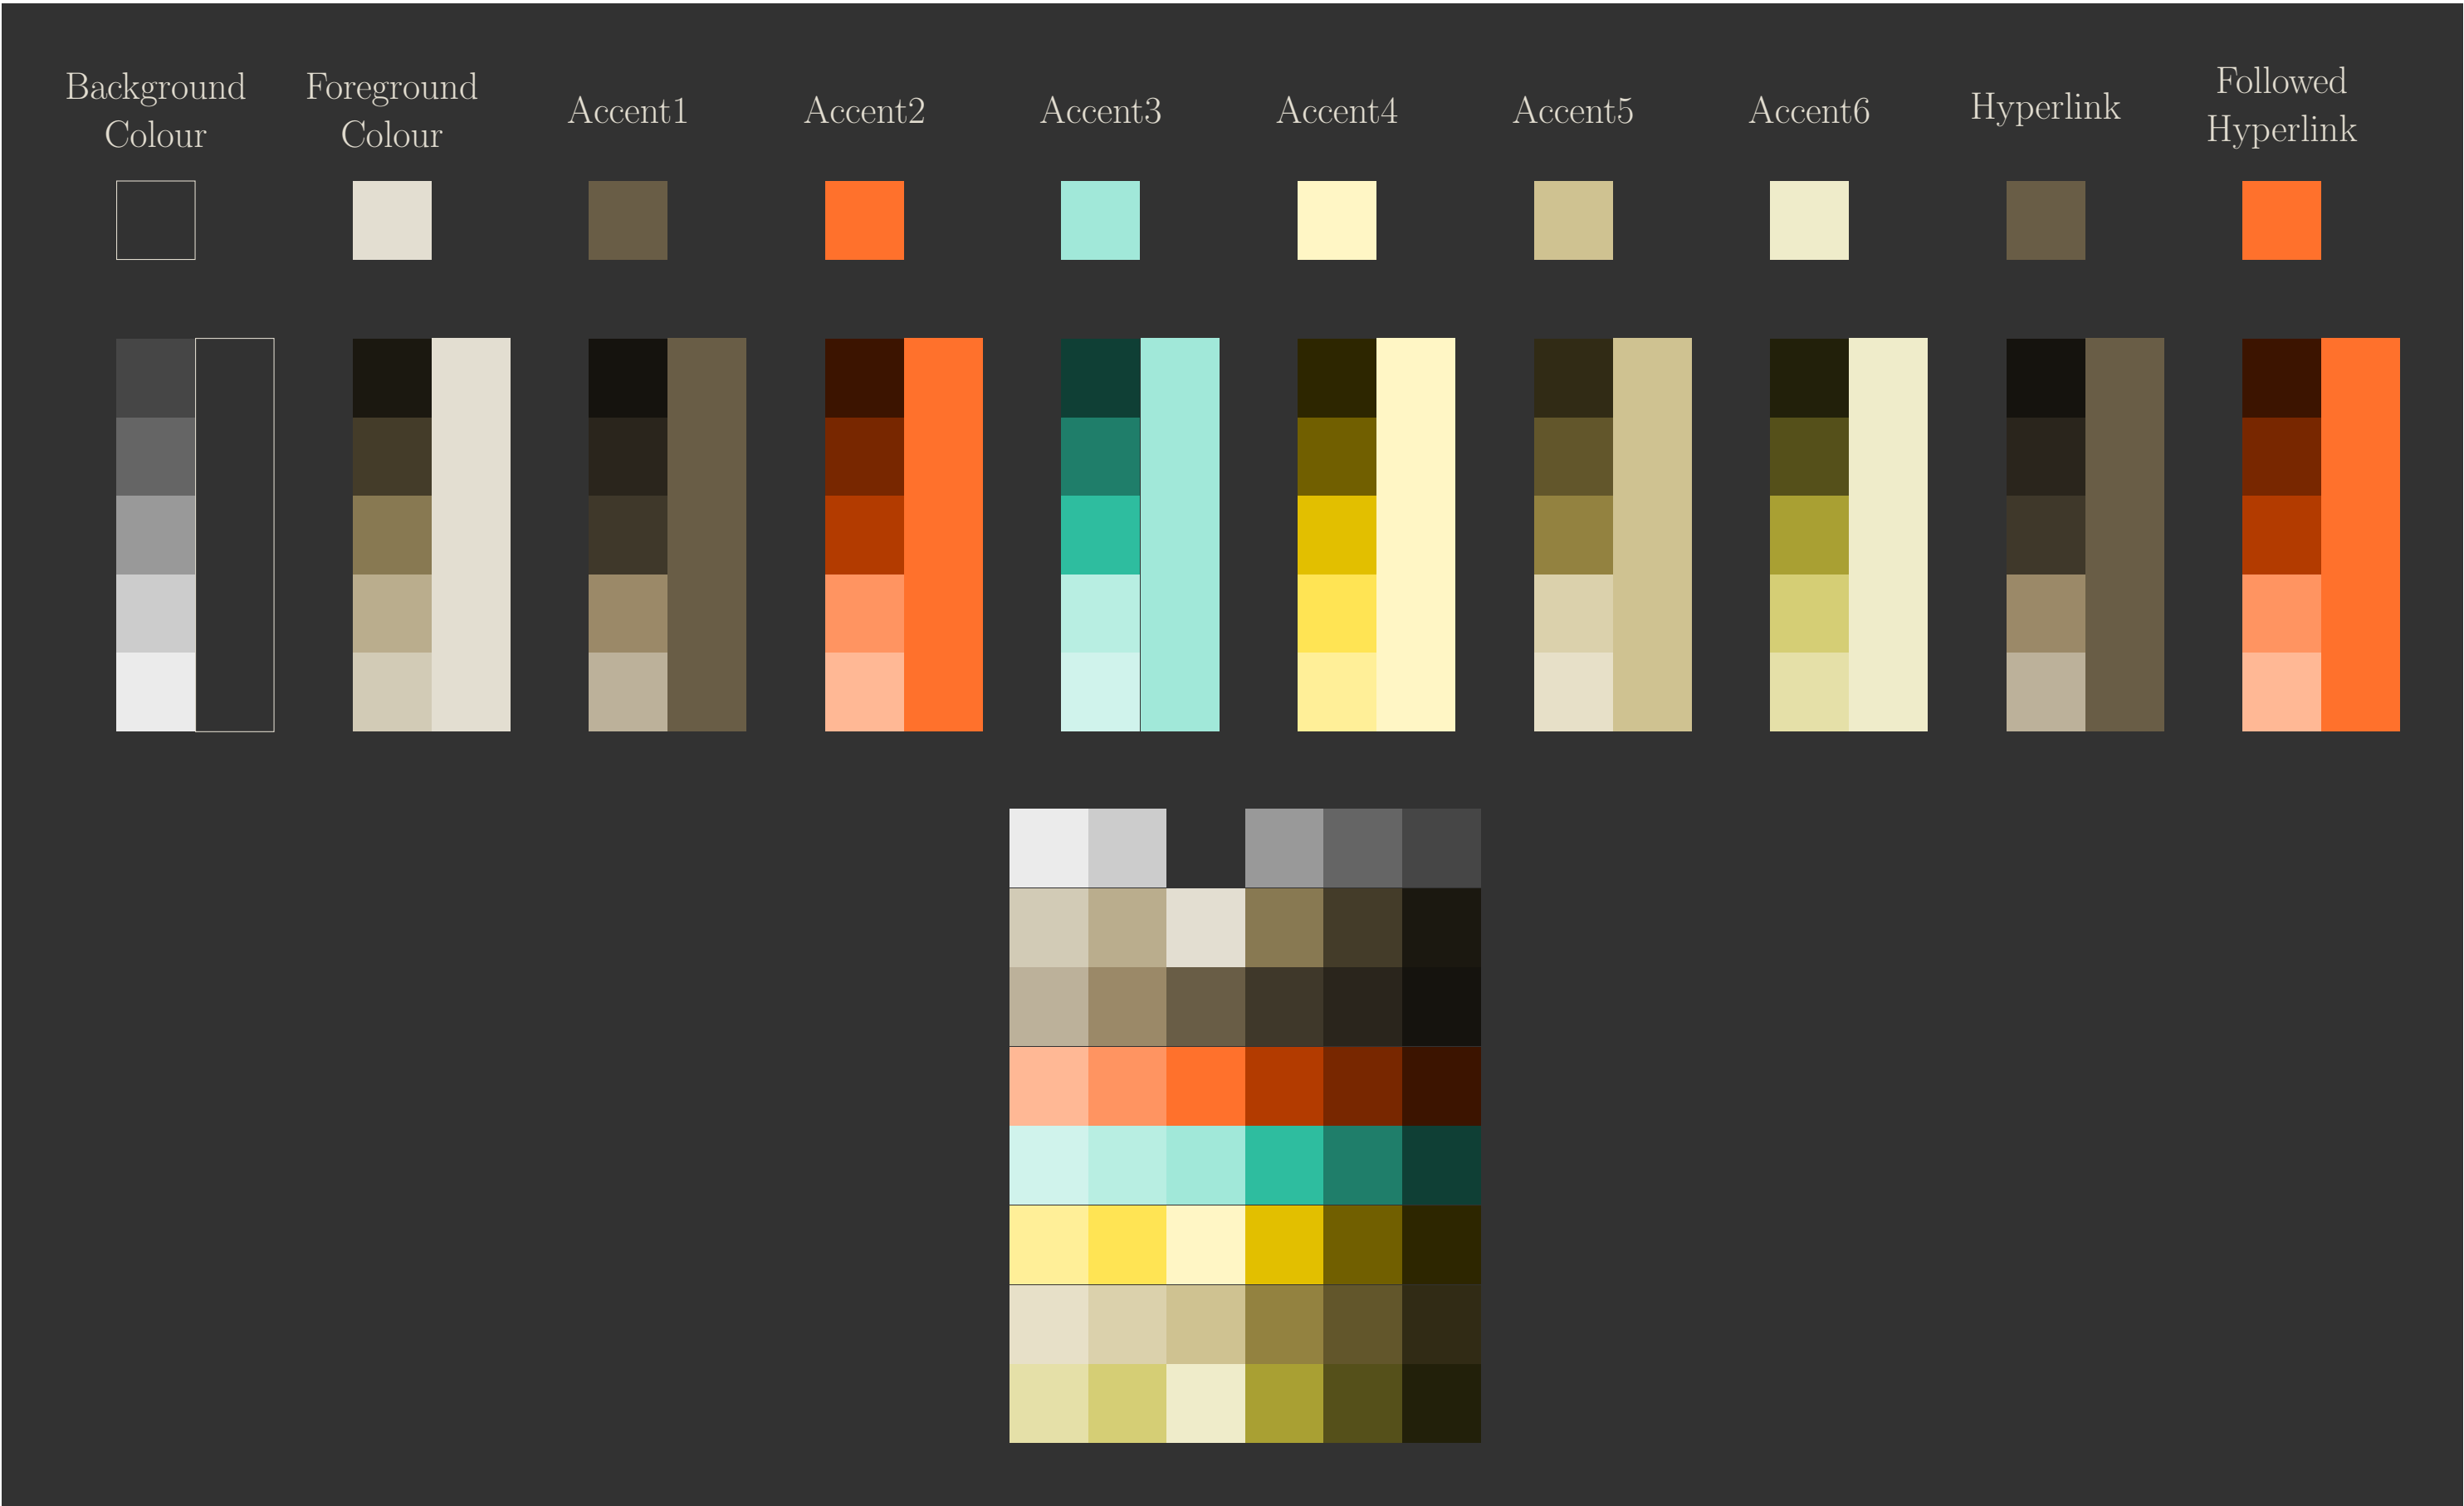 Background
Colour
Foreground
Colour
Accent1
Accent2
Accent3
Accent4
Accent5
Accent6
Hyperlink
Followed
Hyperlink